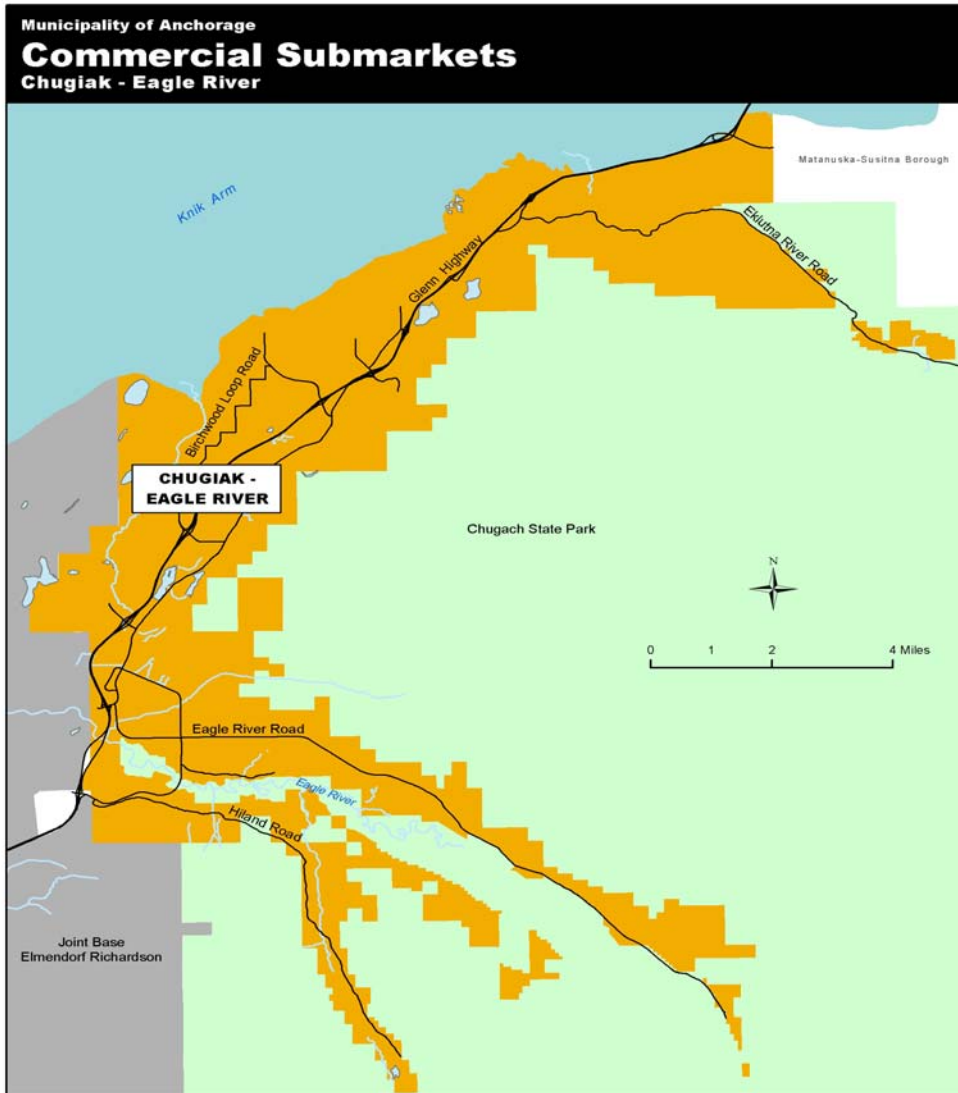 Municipality of Anchorage
Commercial Submarkets
Chugiak - Eagle River
Matanuska-Susitna Borough
Knik Arm
Eklutna River Road
Glenn Highway
Birchwood Loop Road
CHUGIAK -
EAGLE RIVER
Chugach State Park
N
0 1 2 4 Miles
Eagle River Road
Eagle River
Hiland Road
Joint Base
Elmendorf Richardson